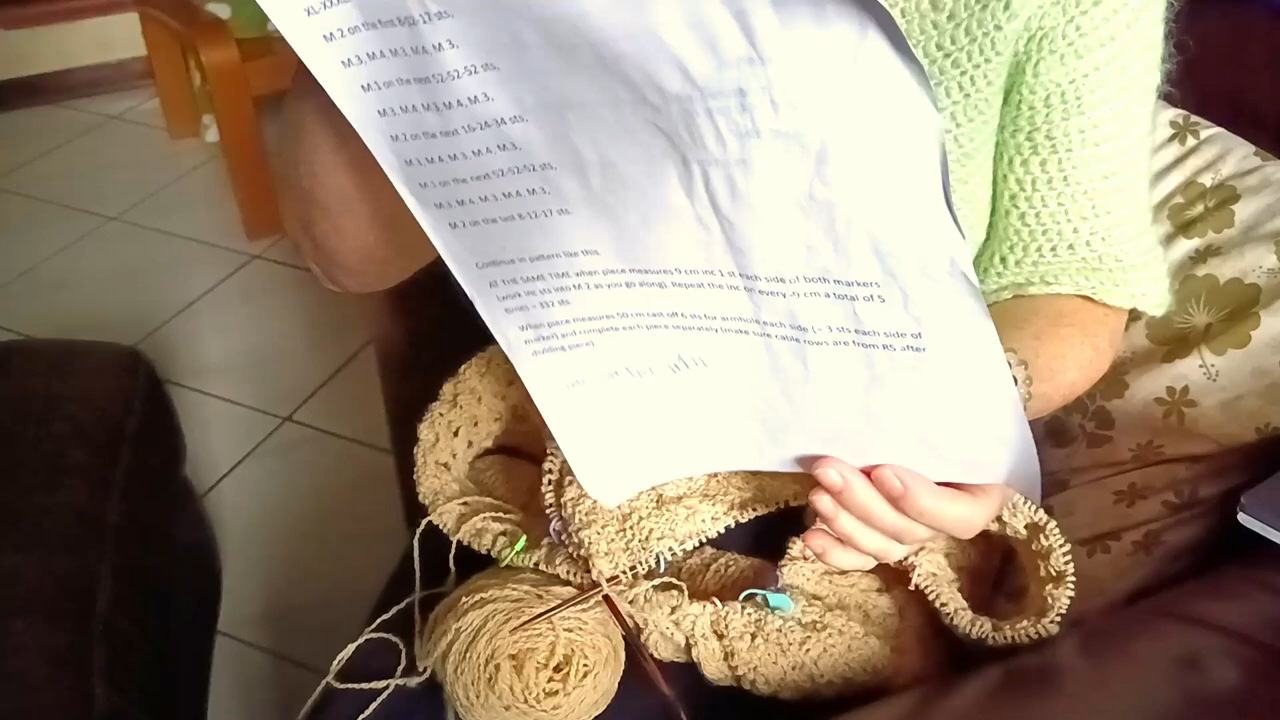 XL-XXX
M.2 on the first 8-12-17 sts,
M.3, M.4, M.3, M.4, M.3,
M.1 on the next 52-52-52 sts,
M.3, M.4, M.3, M.4, M.3,
M.2 on the next 16-24-34 sts,
M.3, M.4, M.3, M.4, M.3,
M.1 on the next 52-52-52 sts,
M.3, M.4, M.3, M.4, M.3,
M.2 on the last 8-12-17 sts.
Continue in pattern like this.
AT THE SAME TIME when piece measures 9 cm inc 1 st each side of both markers
(work inc sts into M.2 as you go along). Repeat the inc on every cm a total of 5
times = 332 sts.
When piece measures 50 cm cast off 6 sts for armhole each side (= 3 sts each side of
marker) and complete each piece separately (make sure cable rows are from RS after
dividing piece)